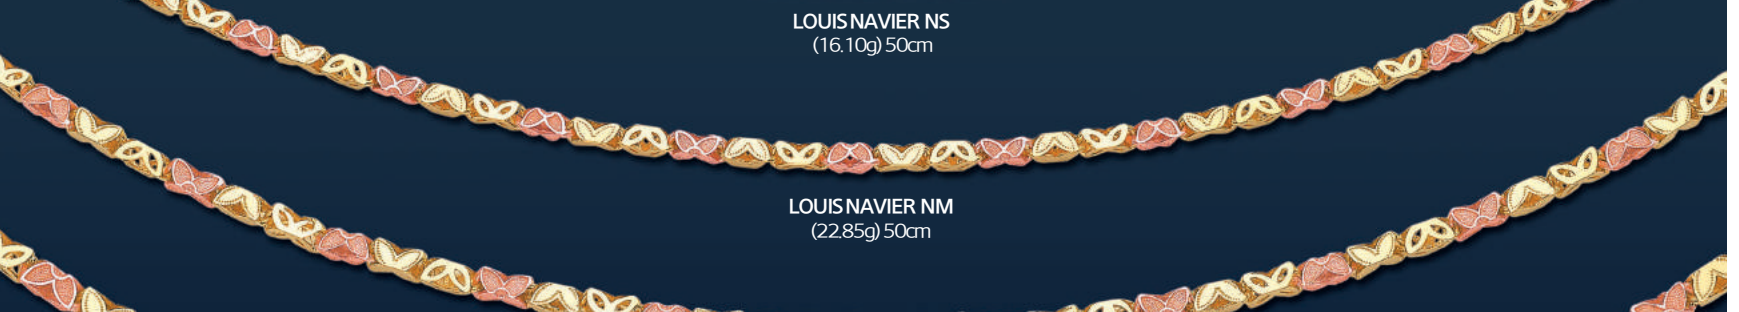 LOUIS NAVIER NS
(16.10g) 50cm
LOUIS NAVIER NM
(22.85g) 50cm